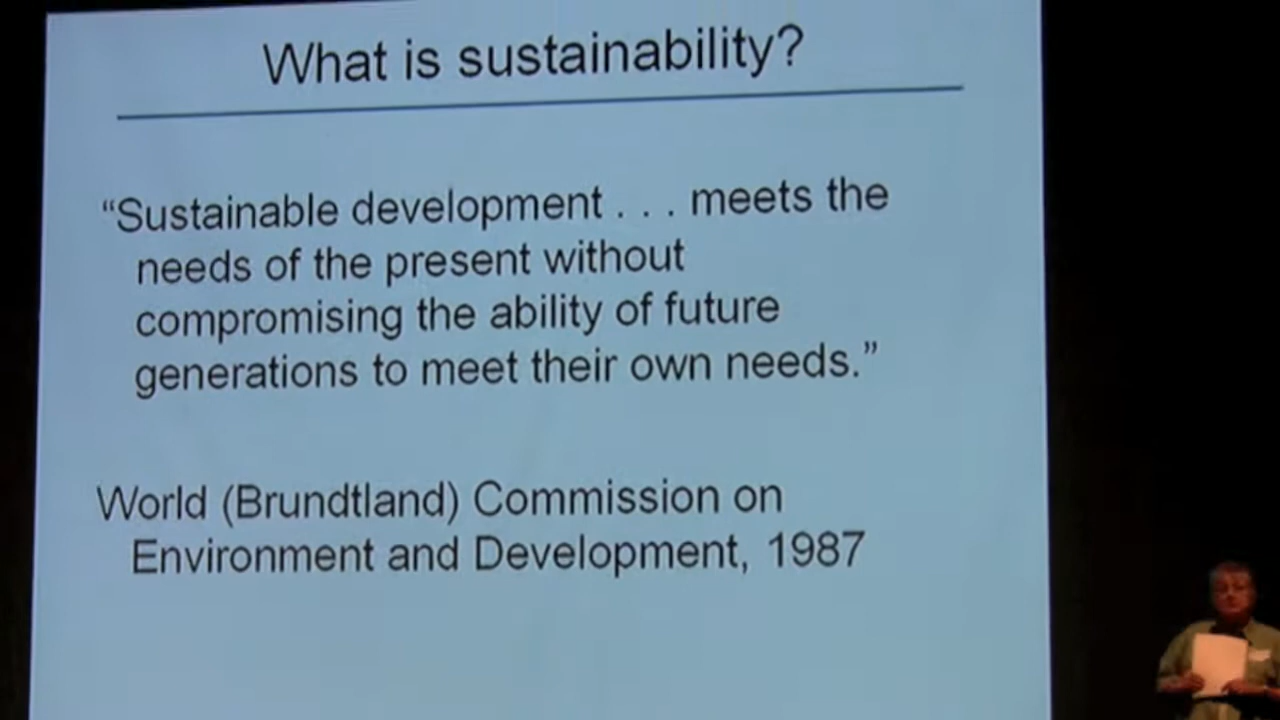 What is sustainability?
“Sustainable development . . . meets the
needs of the present without
compromising the ability of future
generations to meet their own needs.”
World (Brundtland) Commission on
Environment and Development, 1987